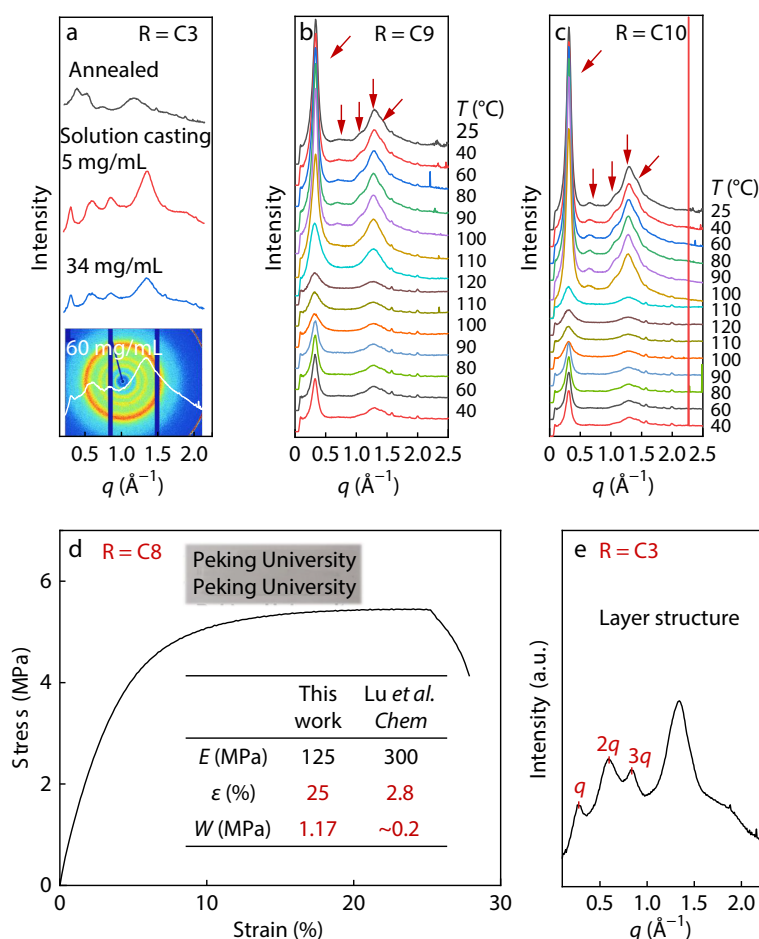 a
R = C3
Annealed
Solution casting
5 mg/mL
34 mg/mL
60 mg/mL
Intensity
0.5 1.0 1.5 2.0
q (Å⁻¹)
b
R = C9
T (°C)
25
40
60
80
90
100
110
120
110
100
90
80
60
40
Intensity
0 0.5 1.0 1.5 2.0 2.5
q (Å⁻¹)
c
R = C10
T (°C)
25
40
60
80
90
100
110
120
110
100
90
80
60
40
Intensity
0 0.5 1.0 1.5 2.0 2.5
q (Å⁻¹)
d
R = C8
Peking University
Peking University
This work Lu et al. Chem
E (MPa) 125 300
ε (%) 25 2.8
W (MPa) 1.17 ~0.2
Stress (MPa)
6
4
2
0
0 10 20 30
Strain (%)
e
R = C3
Layer structure
q 2q 3q
Intensity (a.u.)
0.5 1.0 1.5 2.0
q (Å⁻¹)